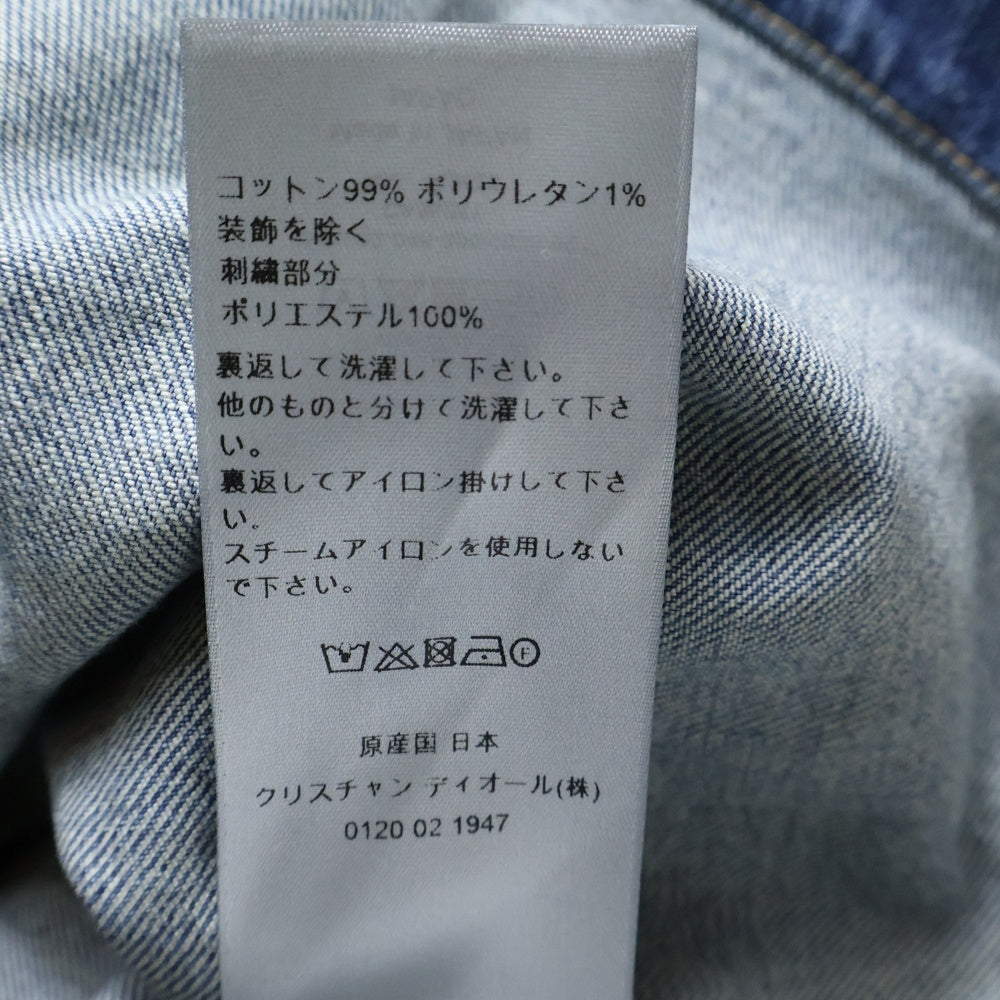 コットン99% ポリウレタン1%
装飾を除く
刺繍部分
ポリエステル100%
裏返して洗濯して下さい。
他のものと分けて洗濯して下さ
い。
裏返してアイロン掛けして下さ
い。
スチームアイロンを使用しない
で下さい。
F
原産国 日本
クリスチャン ディオール(株)
0120 02 1947